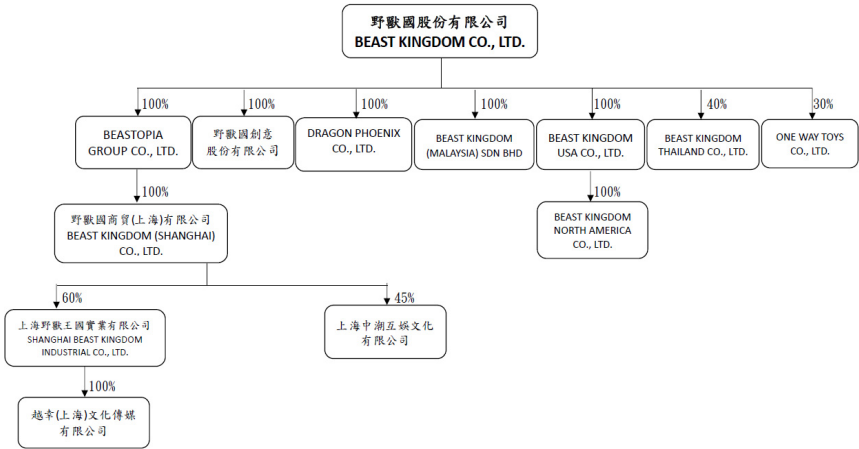 野獸國股份有限公司
BEAST KINGDOM CO., LTD.
100%
100%
100%
100%
100%
40%
30%
BEASTOPIA
GROUP CO., LTD.
野獸國創意
股份有限公司
DRAGON PHOENIX
CO., LTD.
BEAST KINGDOM
(MALAYSIA) SDN BHD
BEAST KINGDOM
USA CO., LTD.
BEAST KINGDOM
THAILAND CO., LTD.
ONE WAY TOYS
CO., LTD.
100%
100%
野獸國商貿(上海)有限公司
BEAST KINGDOM (SHANGHAI)
CO., LTD.
BEAST KINGDOM
NORTH AMERICA
CO., LTD.
60%
45%
上海野獸王國實業有限公司
SHANGHAI BEAST KINGDOM
INDUSTRIAL CO., LTD.
上海中潮互娛文化
有限公司
100%
越幸(上海)文化傳媒
有限公司